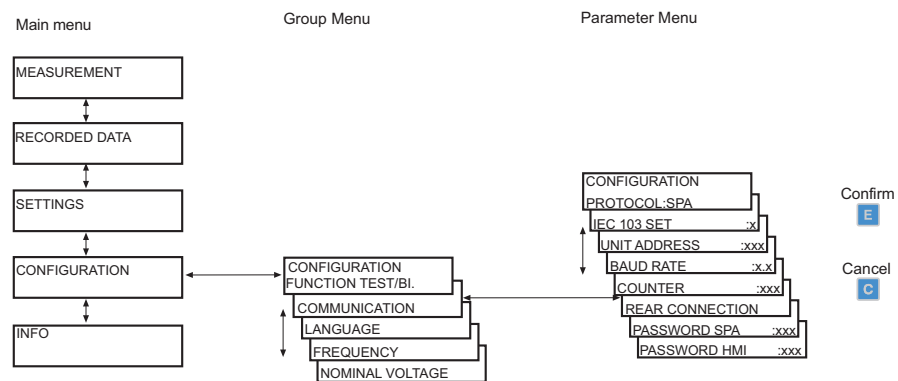 Main menu
Group Menu
Parameter Menu
MEASUREMENT
RECORDED DATA
SETTINGS
CONFIGURATION
INFO
CONFIGURATION
FUNCTION TEST/BI.
COMMUNICATION
LANGUAGE
FREQUENCY
NOMINAL VOLTAGE
CONFIGURATION
PROTOCOL:SPA
IEC 103 SET :x
UNIT ADDRESS :xxx
BAUD RATE :x.x
COUNTER :xxx
REAR CONNECTION
PASSWORD SPA :xxx
PASSWORD HMI :xxx
Confirm
E
Cancel
C